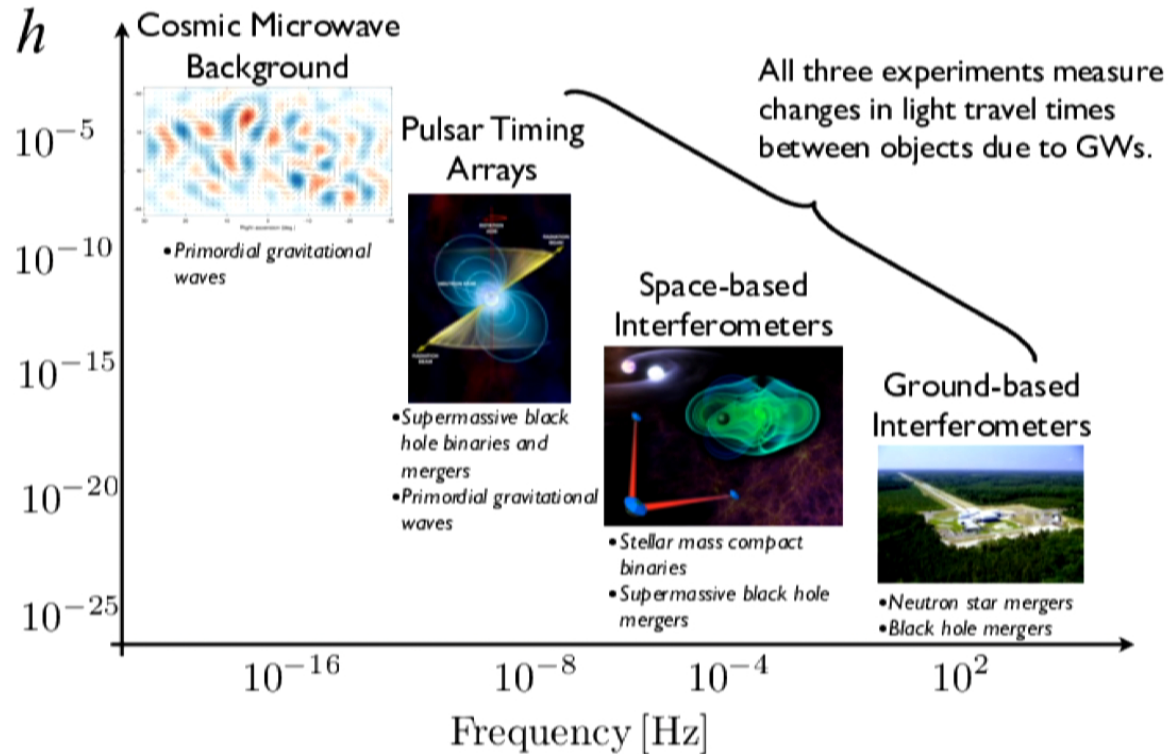 h
Cosmic Microwave
Background
All three experiments measure
changes in light travel times
between objects due to GWs.
10⁻⁵
Pulsar Timing
Arrays
•Primordial gravitational
waves
10⁻¹⁰
Space-based
Interferometers
10⁻¹⁵
Ground-based
Interferometers
•Supermassive black
hole binaries and
mergers
•Primordial gravitational
waves
10⁻²⁰
•Stellar mass compact
binaries
•Supermassive black hole
mergers
10⁻²⁵
•Neutron star mergers
•Black hole mergers
10⁻¹⁶ 10⁻⁸ 10⁻⁴ 10²
Frequency [Hz]